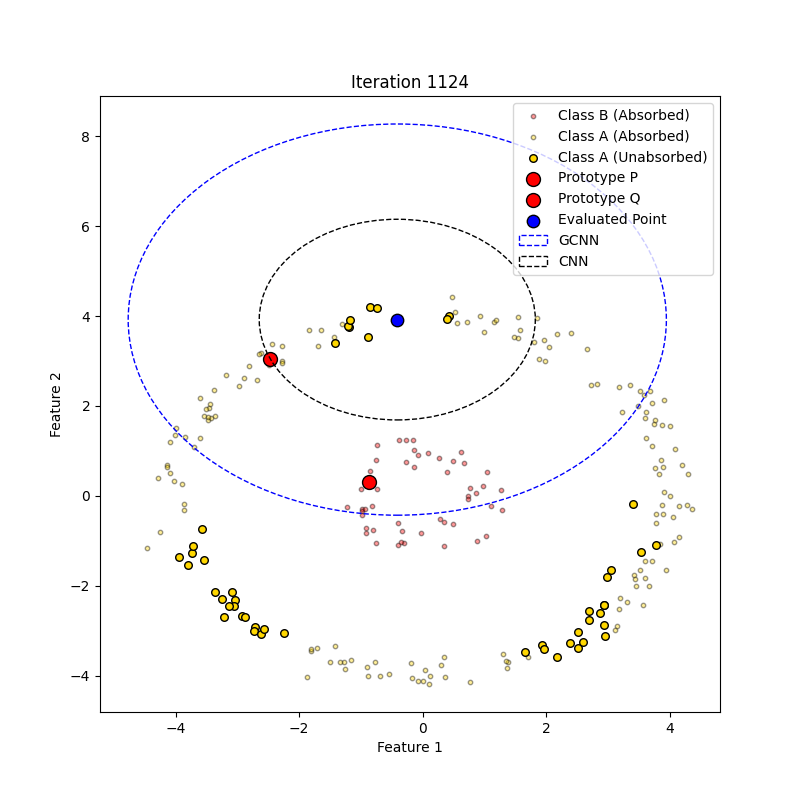 Iteration 1124
Class B (Absorbed)
Class A (Absorbed)
Class A (Unabsorbed)
Prototype P
Prototype Q
Evaluated Point
GCNN
CNN
8
6
4
2
0
−2
−4
Feature 2
−4
−2
0
2
4
Feature 1